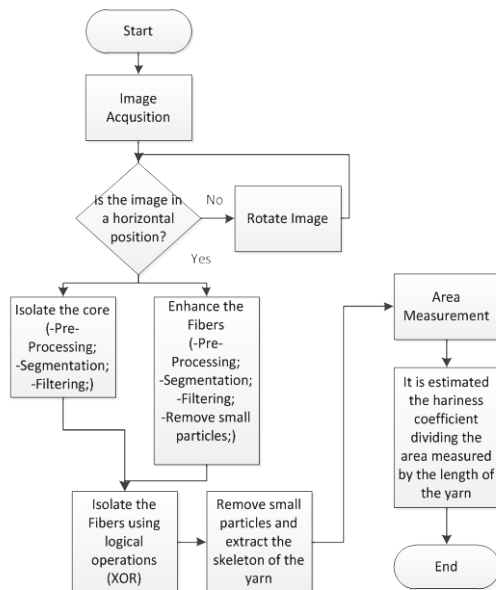 Start
Image
Acqusition
Is the image in
a horizontal
position?
No
Rotate Image
Yes
Isolate the core
(-Pre-
Processing;
-Segmentation;
-Filtering;)
Enhance the
Fibers
(-Pre-
Processing;
-Segmentation;
-Filtering;
-Remove small
particles;)
Isolate the
Fibers using
logical
operations
(XOR)
Remove small
particles and
extract the
skeleton of the
yarn
Area
Measurement
It is estimated
the hariness
coefficient
dividing the
area measured
by the length of
the yarn
End